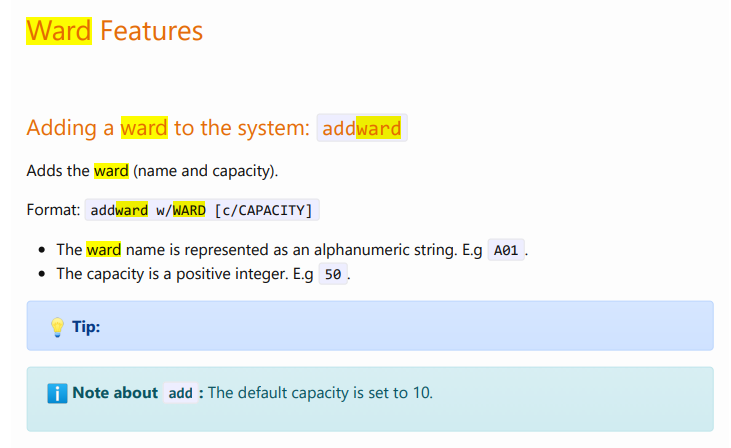 Ward Features
Adding a ward to the system: addward
Adds the ward (name and capacity).
Format: addward w/WARD [c/CAPACITY]
• The ward name is represented as an alphanumeric string. E.g A01 .
• The capacity is a positive integer. E.g 50 .
💡 Tip:
ℹ️ Note about add : The default capacity is set to 10.